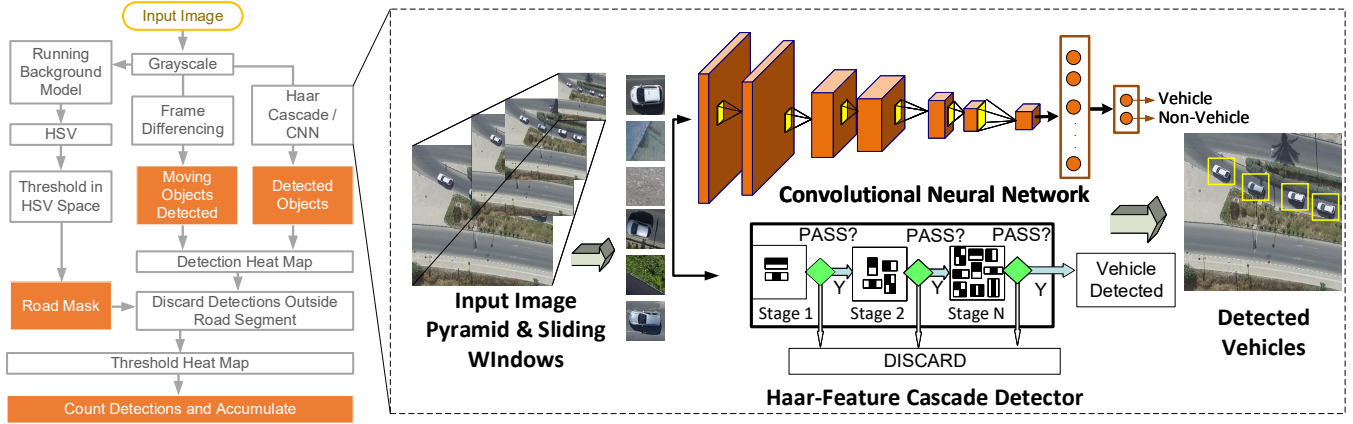 Input Image
Running
Background
Model
Grayscale
HSV
Frame
Differencing
Haar
Cascade /
CNN
Threshold in
HSV Space
Moving
Objects
Detected
Detected
Objects
Detection Heat Map
Road Mask
Discard Detections Outside
Road Segment
Threshold Heat Map
Count Detections and Accumulate
Input Image
Pyramid & Sliding
WIndows
Vehicle
Non-Vehicle
Convolutional Neural Network
PASS?
PASS?
PASS?
Y
Y
Y
Stage 1
Stage 2
Stage N
Vehicle
Detected
DISCARD
Haar-Feature Cascade Detector
Detected
Vehicles